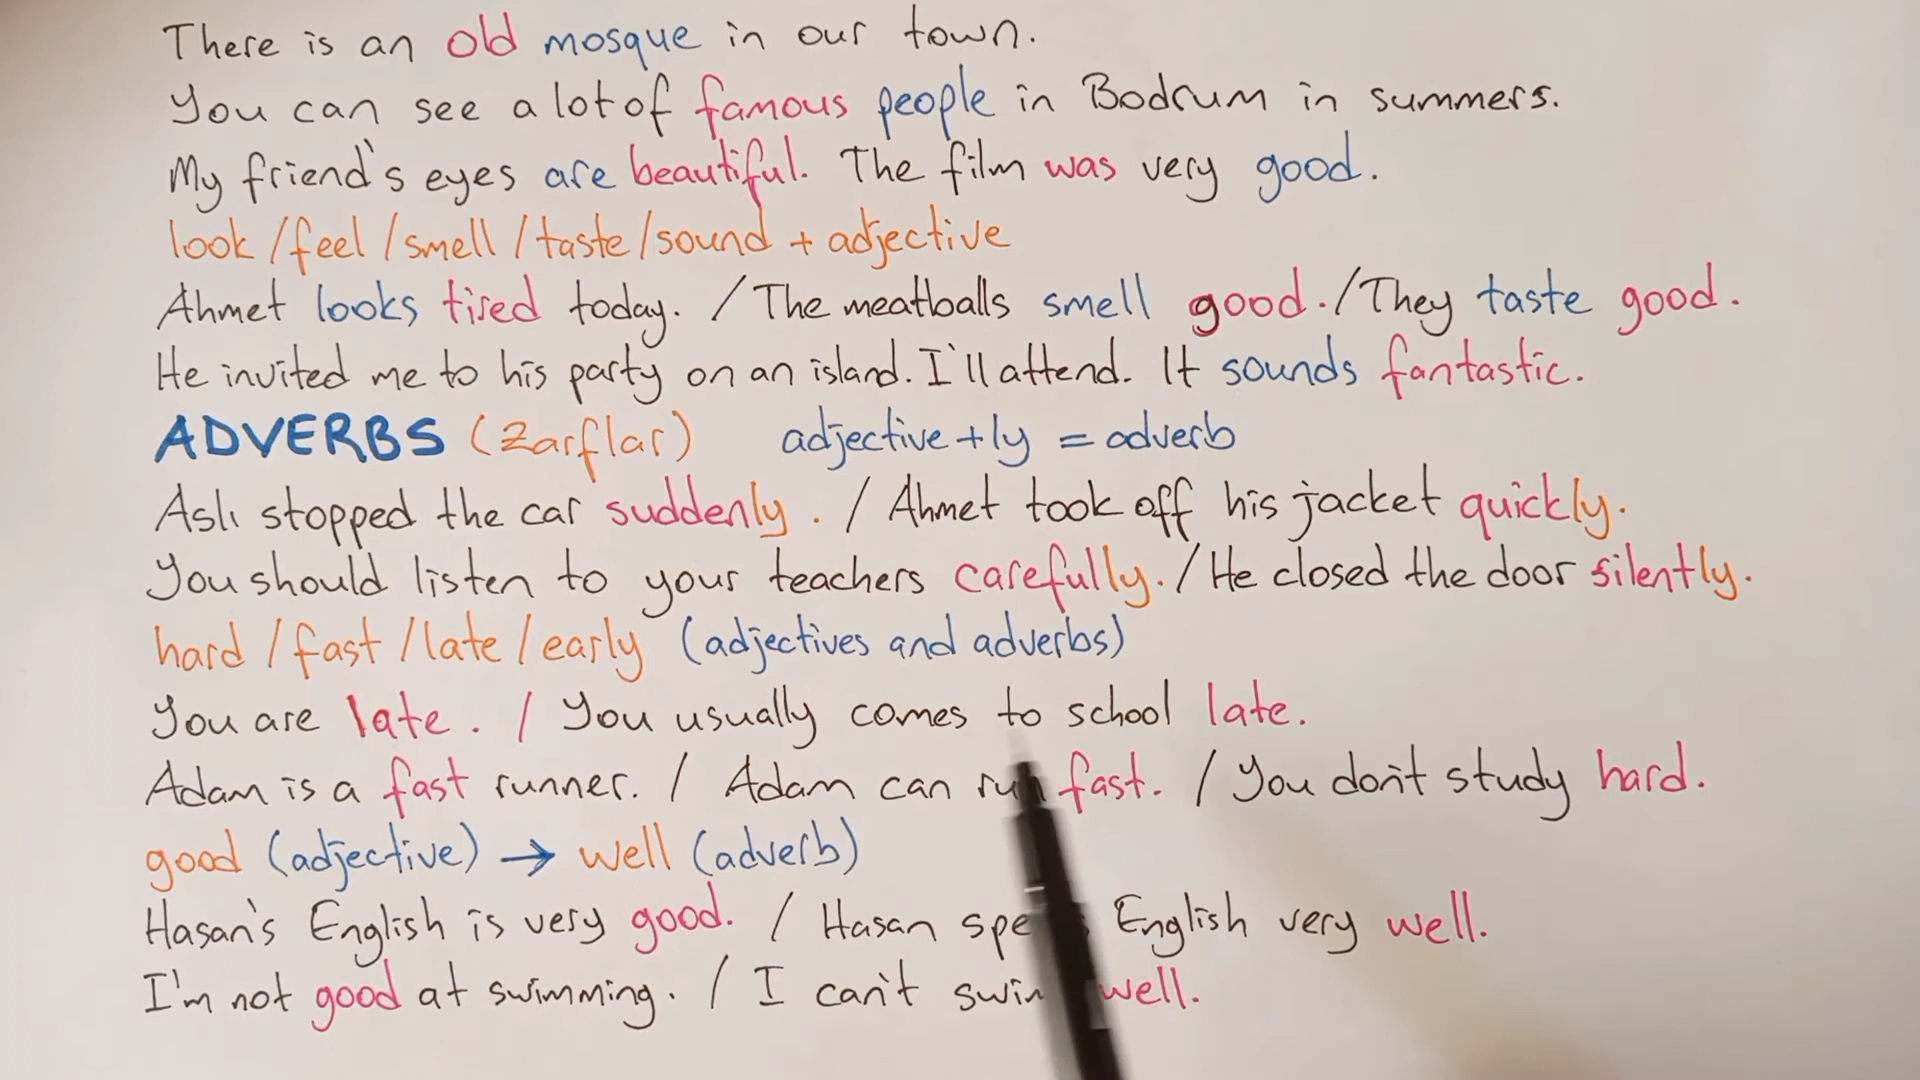 There is an old mosque in our town.
You can see a lot of famous people in Bodrum in summers.
My friend's eyes are beautiful. The film was very good.
look / feel / smell / taste / sound + adjective
Ahmet looks tired today. / The meatballs smell good. / They taste good.
He invited me to his party on an island. I'll attend. It sounds fantastic.
ADVERBS (Zarflar) adjective + ly = adverb
Aslı stopped the car suddenly. / Ahmet took off his jacket quickly.
You should listen to your teachers carefully. / He closed the door silently.
hard / fast / late / early (adjectives and adverbs)
You are late. / You usually comes to school late.
Adam is a fast runner. / Adam can run fast. / You don't study hard.
good (adjective) → well (adverb)
Hasan's English is very good. / Hasan English very well.
I'm not good at swimming. / I can't swim well.